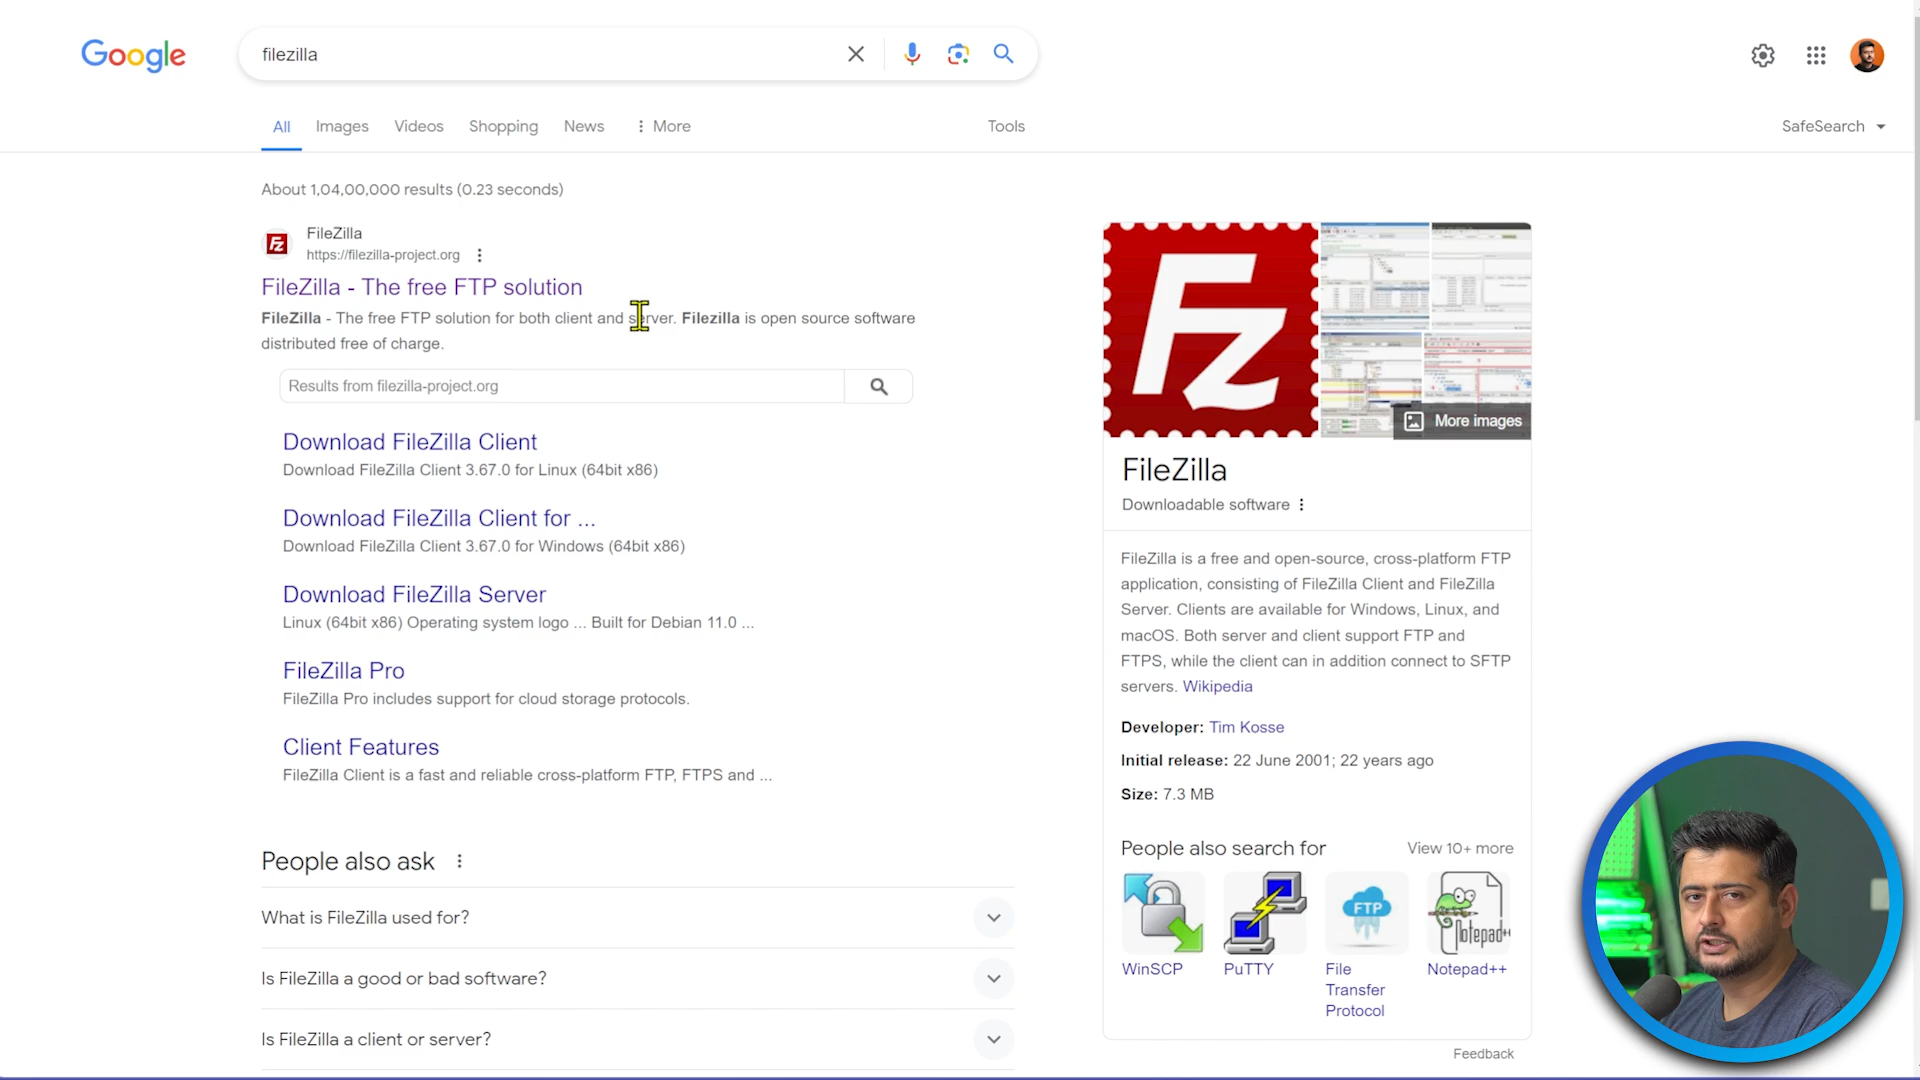 Google
filezilla
All
Images
Videos
Shopping
News
More
Tools
SafeSearch
About 1,04,00,000 results (0.23 seconds)
Fz
FileZilla
https://filezilla-project.org
FileZilla - The free FTP solution
FileZilla - The free FTP solution for both client and server. Filezilla is open source software
distributed free of charge.
Results from filezilla-project.org
Download FileZilla Client
Download FileZilla Client 3.67.0 for Linux (64bit x86)
Download FileZilla Client for ...
Download FileZilla Client 3.67.0 for Windows (64bit x86)
Download FileZilla Server
Linux (64bit x86) Operating system logo ... Built for Debian 11.0 ...
FileZilla Pro
FileZilla Pro includes support for cloud storage protocols.
Client Features
FileZilla Client is a fast and reliable cross-platform FTP, FTPS and ...
People also ask
What is FileZilla used for?
Is FileZilla a good or bad software?
Is FileZilla a client or server?
Fz
More images
FileZilla
Downloadable software
FileZilla is a free and open-source, cross-platform FTP
application, consisting of FileZilla Client and FileZilla
Server. Clients are available for Windows, Linux, and
macOS. Both server and client support FTP and
FTPS, while the client can in addition connect to SFTP
servers. Wikipedia
Developer: Tim Kosse
Initial release: 22 June 2001; 22 years ago
Size: 7.3 MB
People also search for
View 10+ more
FTP
Notepad++
WinSCP
PuTTY
File
Transfer
Protocol
Notepad++
Feedback